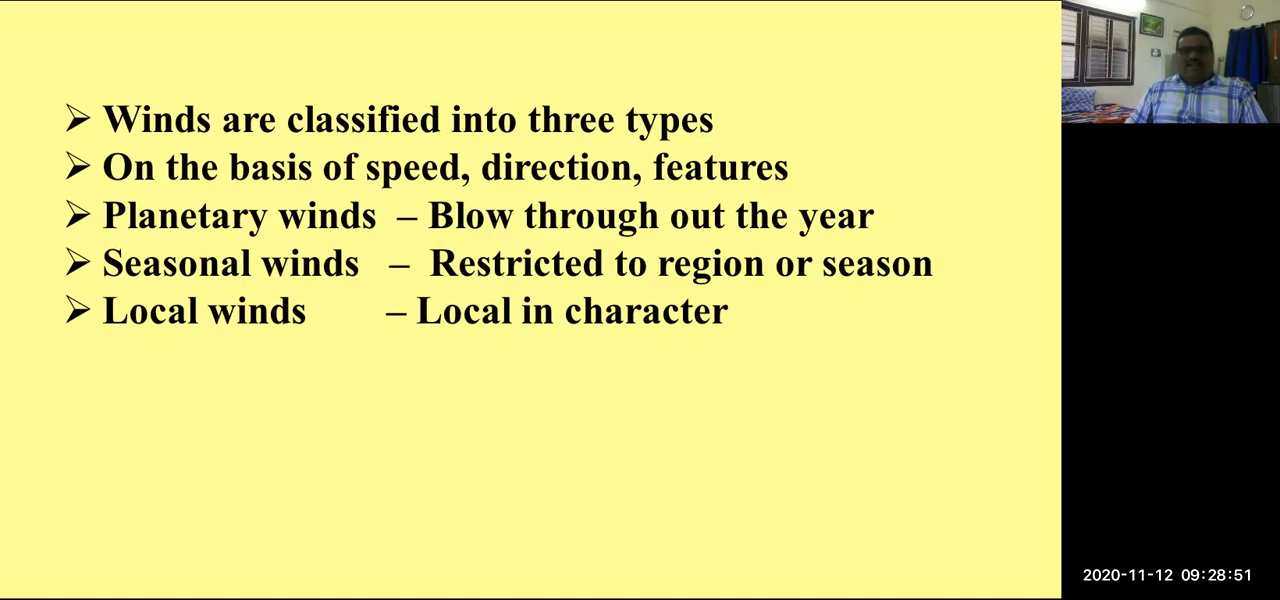 ➢ Winds are classified into three types
➢ On the basis of speed, direction, features
➢ Planetary winds – Blow through out the year
➢ Seasonal winds – Restricted to region or season
➢ Local winds – Local in character
2020-11-12 09:28:51